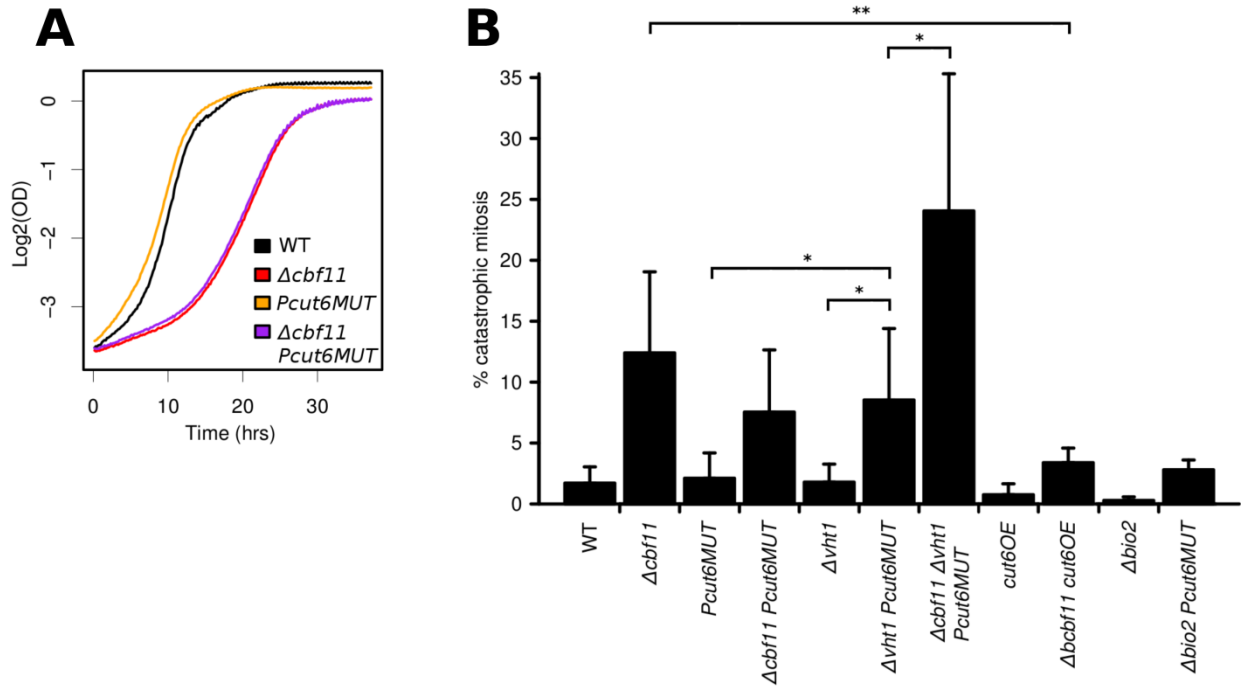 A
0
−1
−2
−3
Log2(OD)
WT
Δcbf11
Pcut6MUT
Δcbf11
Pcut6MUT
0 10 20 30
Time (hrs)
B
**
*
*
*
35
30
25
20
15
10
5
0
% catastrophic mitosis
WT
Δcbf11
Pcut6MUT
Δcbf11 Pcut6MUT
Δvht1
Δvht1 Pcut6MUT
Δcbf11 Δvht1
Pcut6MUT
cut6OE
Δbcbf11 cut6OE
Δbio2
Δbio2 Pcut6MUT